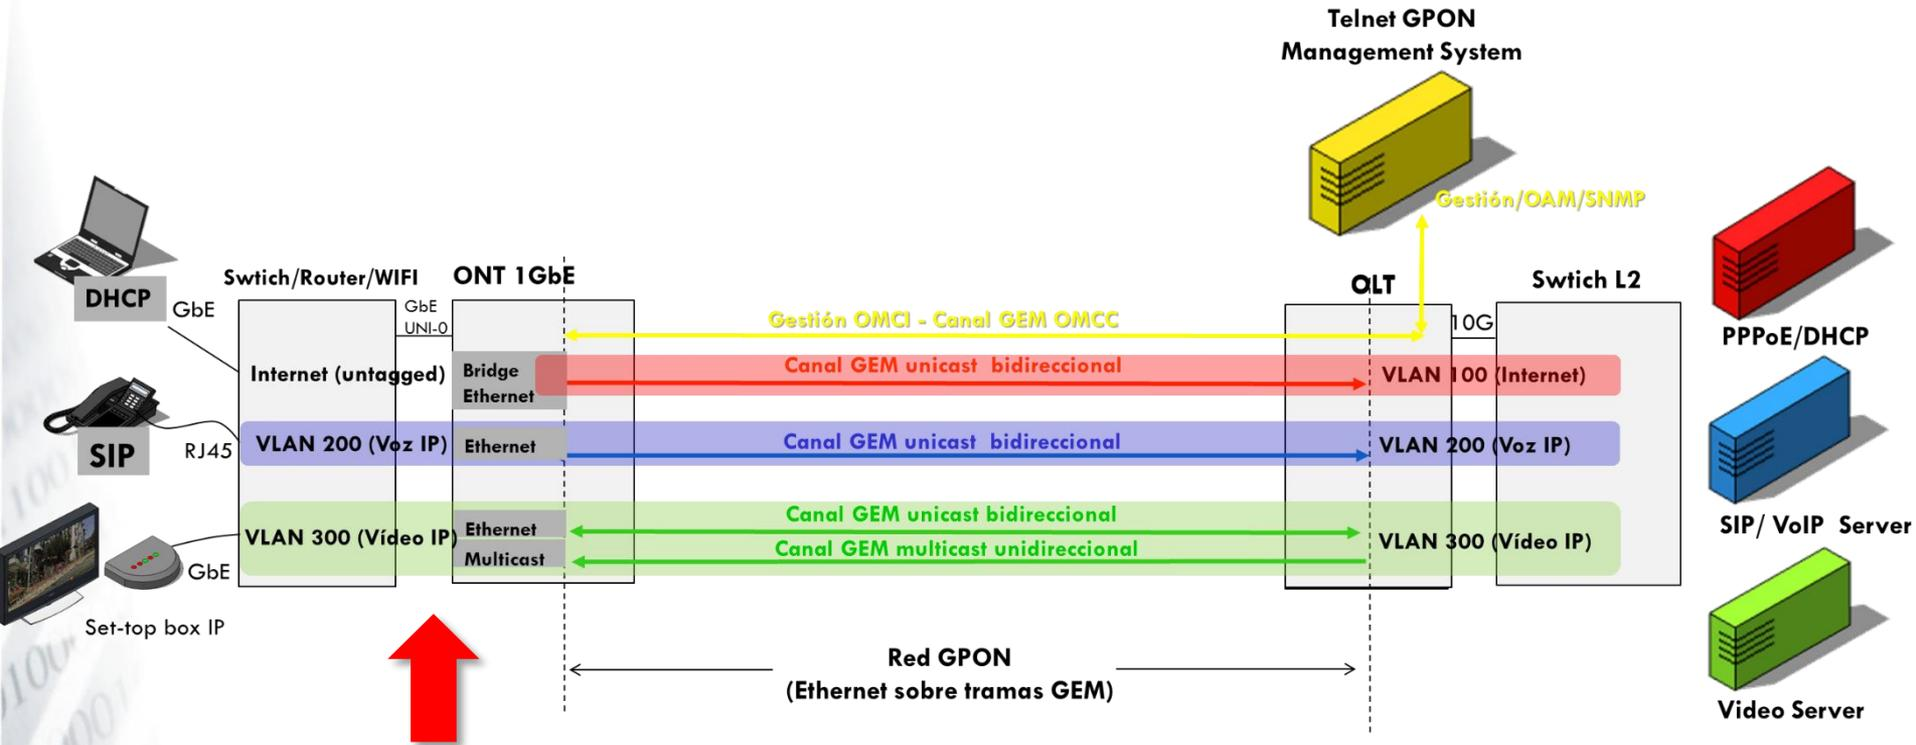 Telnet GPON
Management System
Gestión/OAM/SNMP
Swtich/Router/WIFI
ONT 1GbE
OLT
Swtich L2
DHCP
GbE
GbE
UNI-0
Gestión OMCI - Canal GEM OMCC
10G
PPPoE/DHCP
Internet (untagged)
Bridge
Ethernet
Canal GEM unicast bidireccional
VLAN 100 (Internet)
SIP
RJ45
VLAN 200 (Voz IP)
Ethernet
Canal GEM unicast bidireccional
VLAN 200 (Voz IP)
SIP/ VoIP Server
VLAN 300 (Vídeo IP)
Ethernet
Multicast
Canal GEM unicast bidireccional
Canal GEM multicast unidireccional
VLAN 300 (Vídeo IP)
GbE
Set-top box IP
Red GPON
(Ethernet sobre tramas GEM)
Video Server